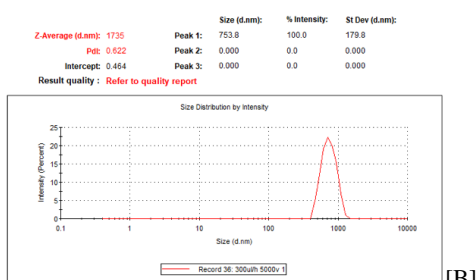 Size (d.nm): % Intensity: St Dev (d.nm):
Z-Average (d.nm): 1735 Peak 1: 753.8 100.0 179.8
PdI: 0.622 Peak 2: 0.000 0.0 0.000
Intercept: 0.464 Peak 3: 0.000 0.0 0.000
Result quality : Refer to quality report
Size Distribution by Intensity
Intensity (Percent)
25
20
15
10
5
0
0.1 1 10 100 1000 10000
Size (d.nm)
Record 36: 300ul/h 5000v 1
[B]